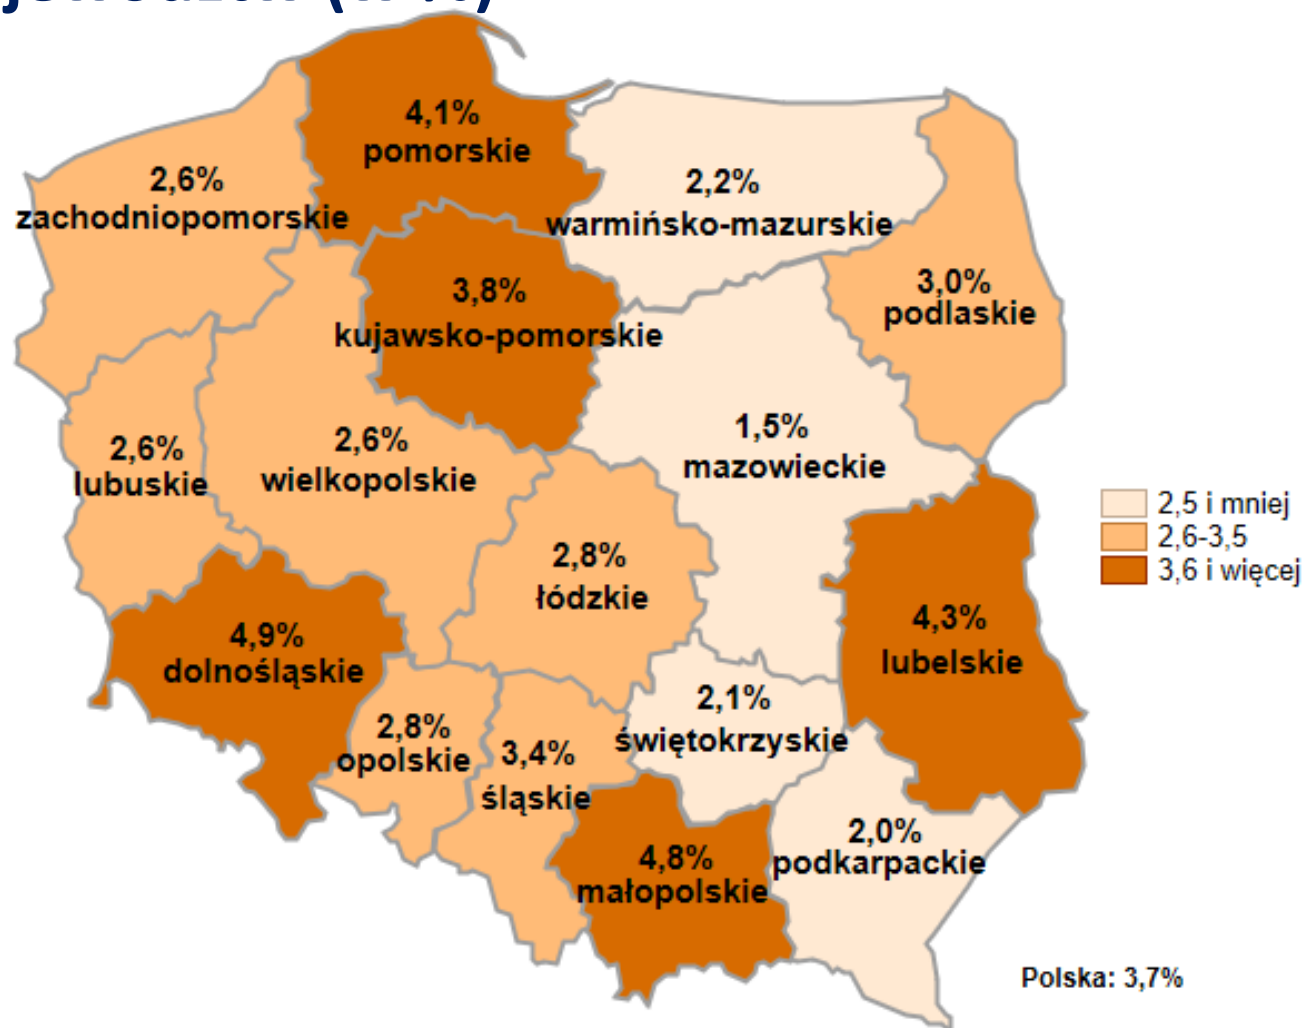 4,1%
pomorskie
2,6%
zachodniopomorskie
2,2%
warmińsko-mazurskie
3,8%
kujawsko-pomorskie
3,0%
podlaskie
2,6%
lubuskie
2,6%
wielkopolskie
1,5%
mazowieckie
2,8%
łódzkie
4,9%
dolnośląskie
4,3%
lubelskie
2,8%
opolskie
3,4%
śląskie
2,1%
świętokrzyskie
4,8%
małopolskie
2,0%
podkarpackie
2,5 i mniej
2,6-3,5
3,6 i więcej
Polska: 3,7%